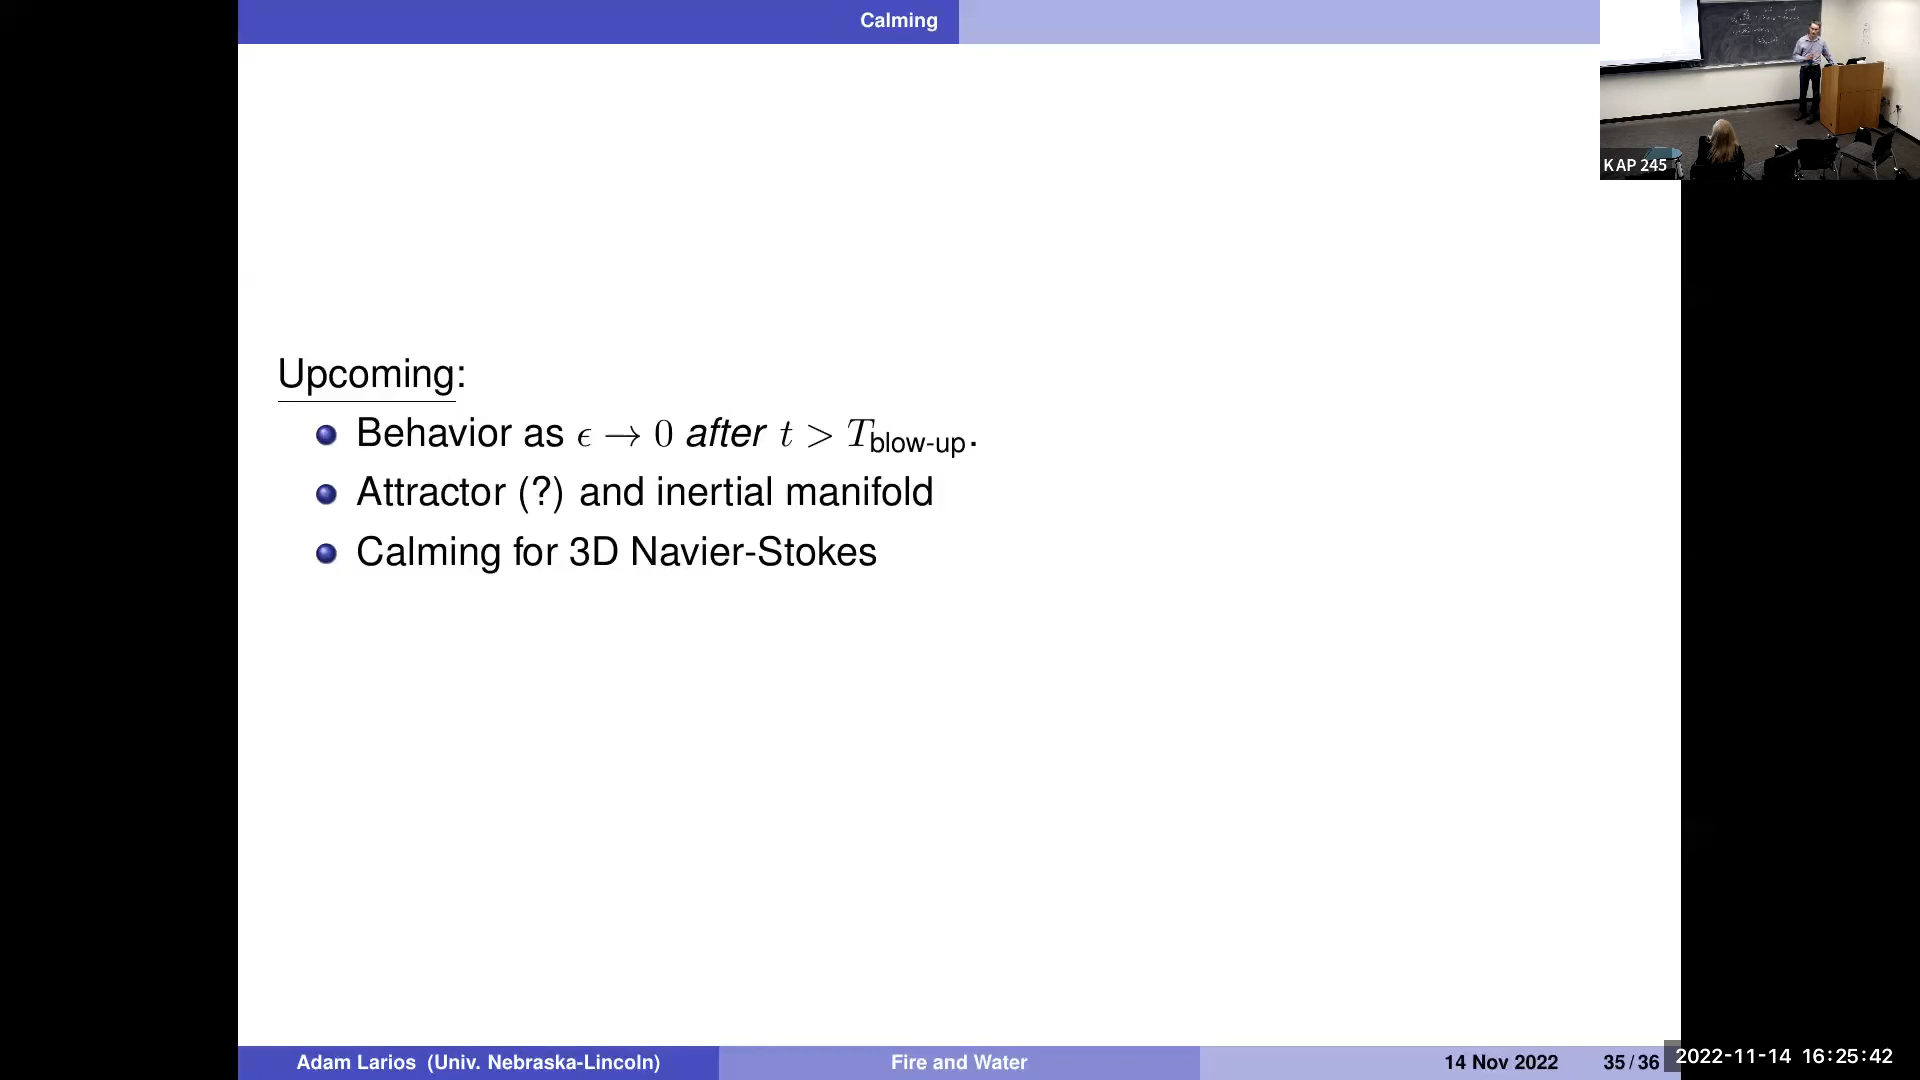 Calming
KAP 245
Upcoming:
Behavior as ϵ → 0 after t > T_blow-up.
Attractor (?) and inertial manifold
Calming for 3D Navier-Stokes
Adam Larios (Univ. Nebraska-Lincoln)
Fire and Water
14 Nov 2022
35 / 36
2022-11-14 16:25:42